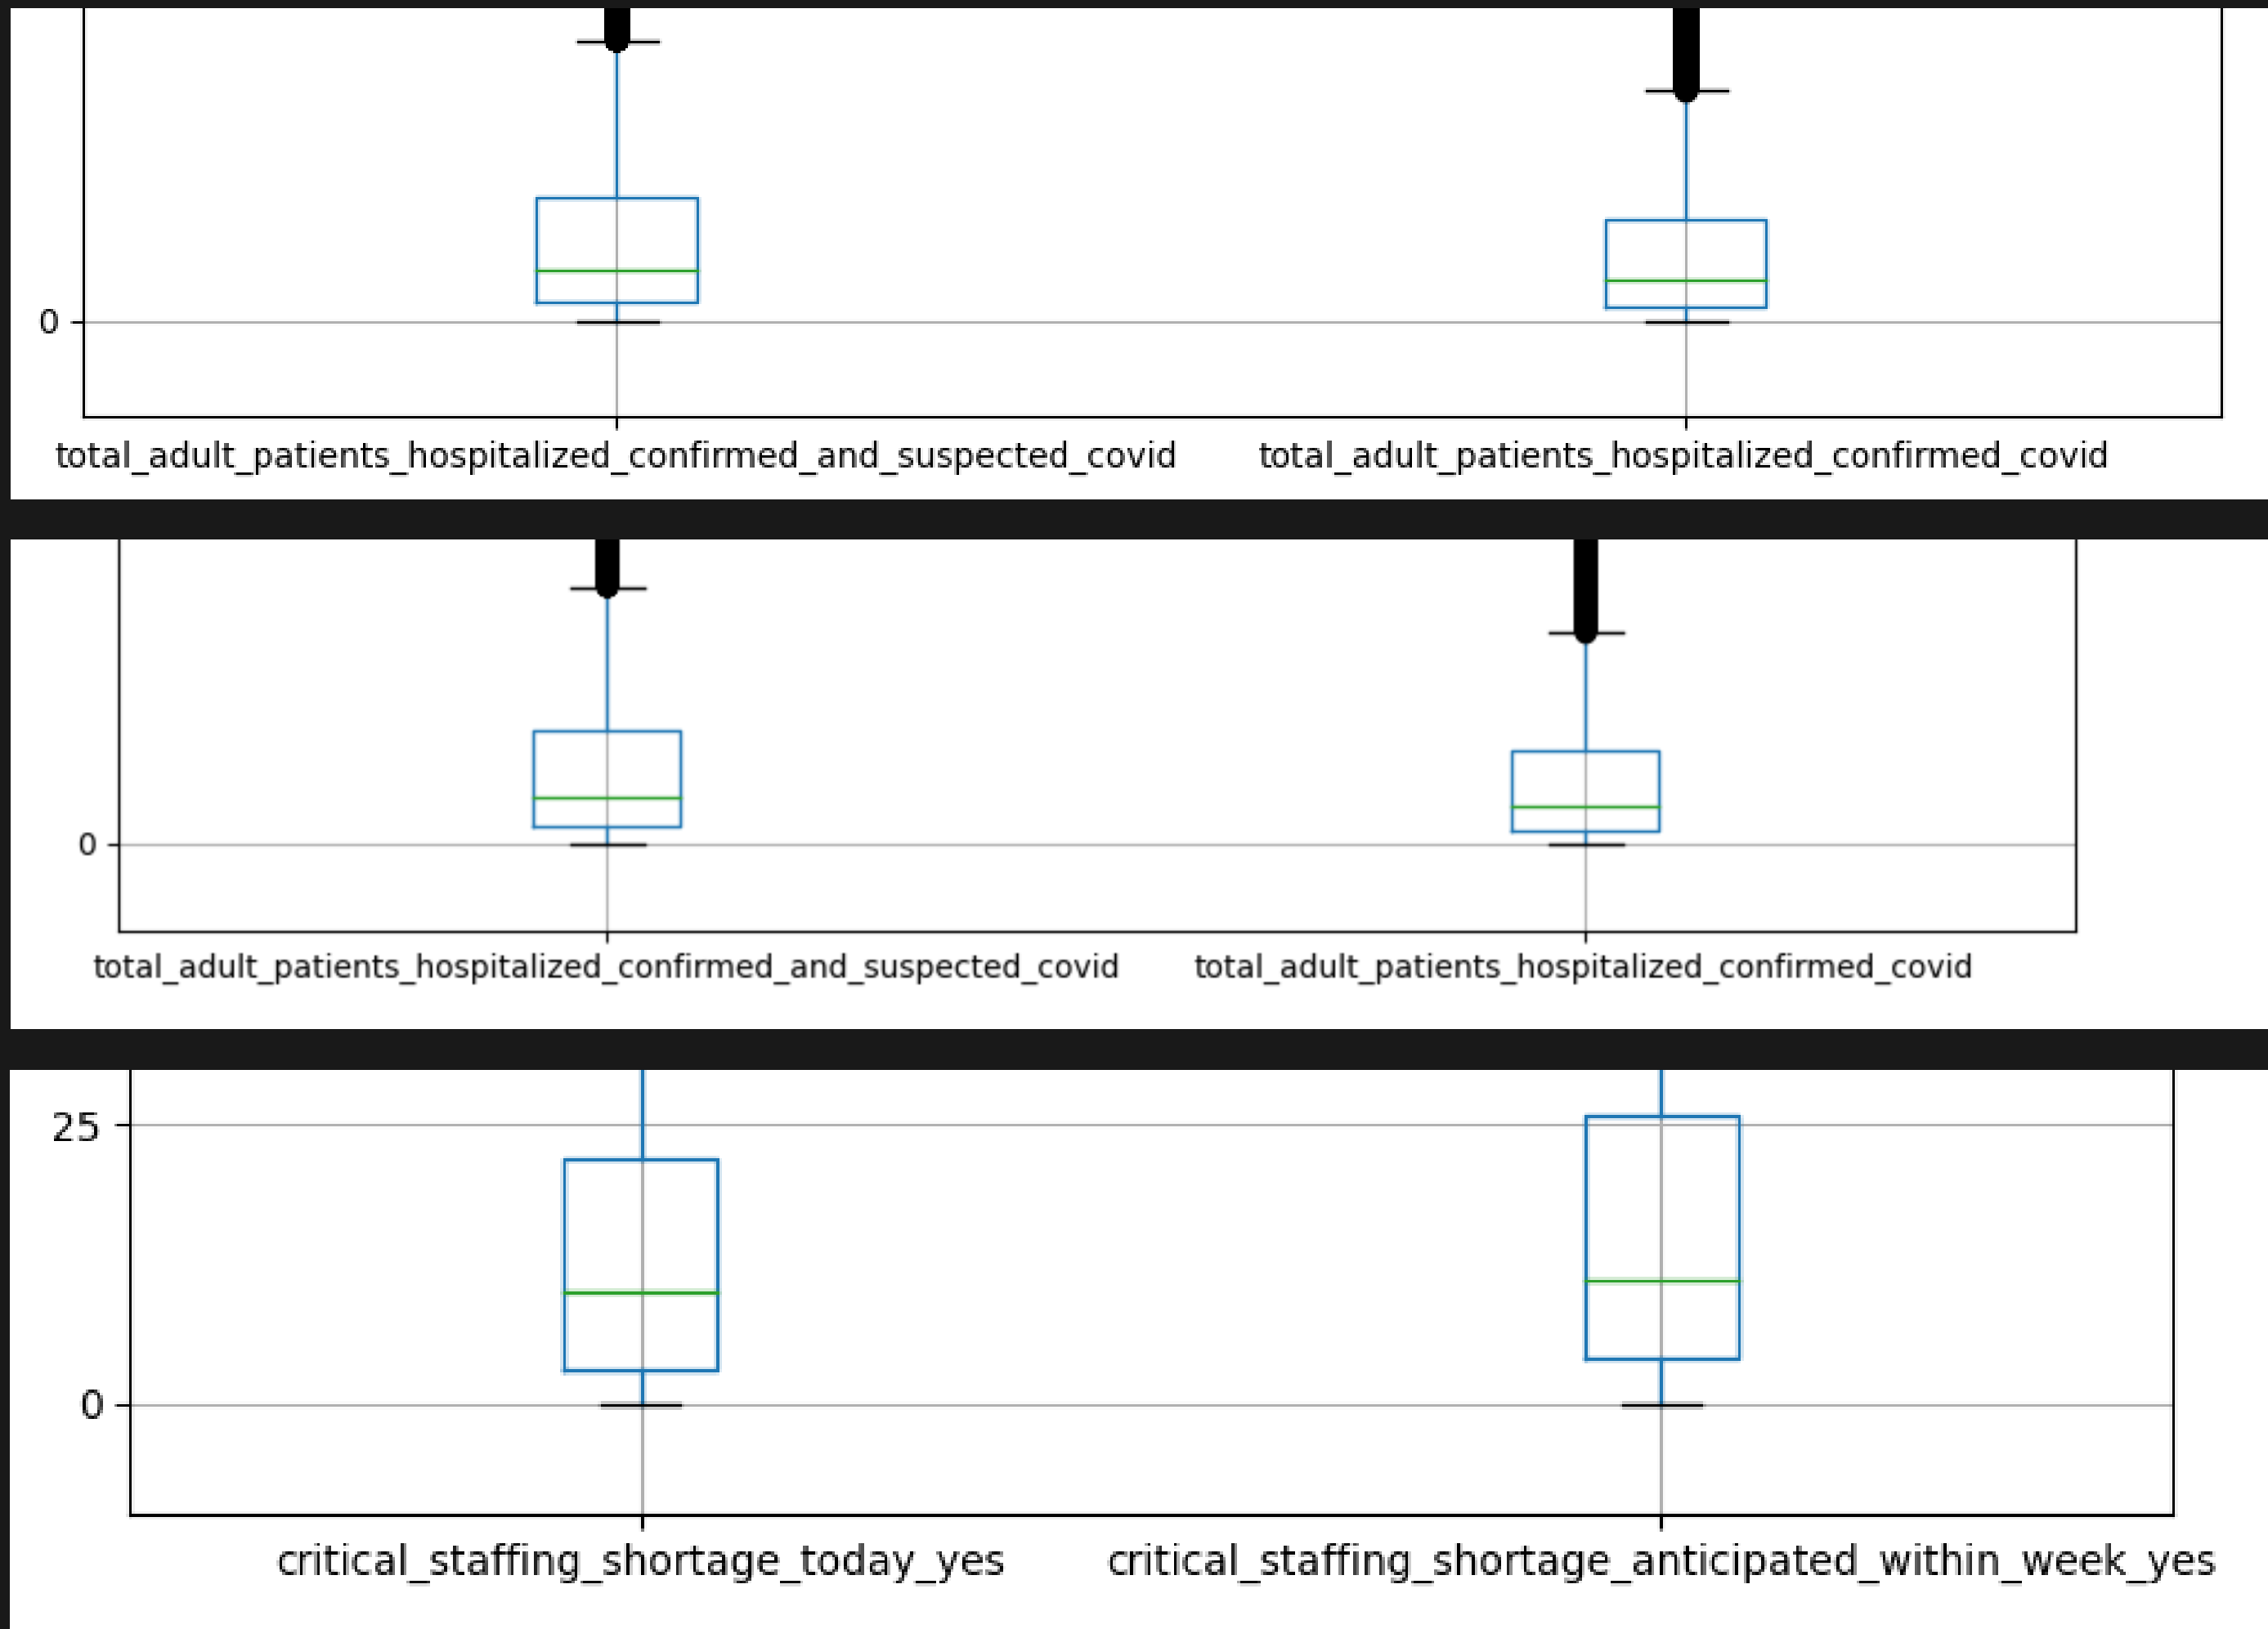 0
total_adult_patients_hospitalized_confirmed_and_suspected_covid total_adult_patients_hospitalized_confirmed_covid
0
total_adult_patients_hospitalized_confirmed_and_suspected_covid total_adult_patients_hospitalized_confirmed_covid
25
0
critical_staffing_shortage_today_yes critical_staffing_shortage_anticipated_within_week_yes